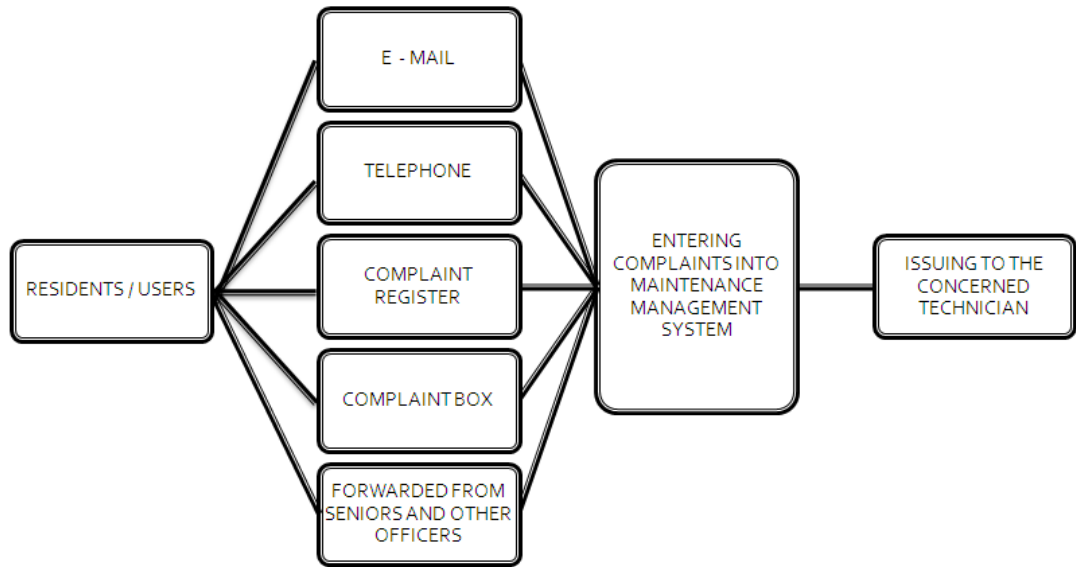 RESIDENTS / USERS
E - MAIL
TELEPHONE
COMPLAINT
REGISTER
COMPLAINT BOX
FORWARDED FROM
SENIORS AND OTHER
OFFICERS
ENTERING
COMPLAINTS INTO
MAINTENANCE
MANAGEMENT
SYSTEM
ISSUING TO THE
CONCERNED
TECHNICIAN